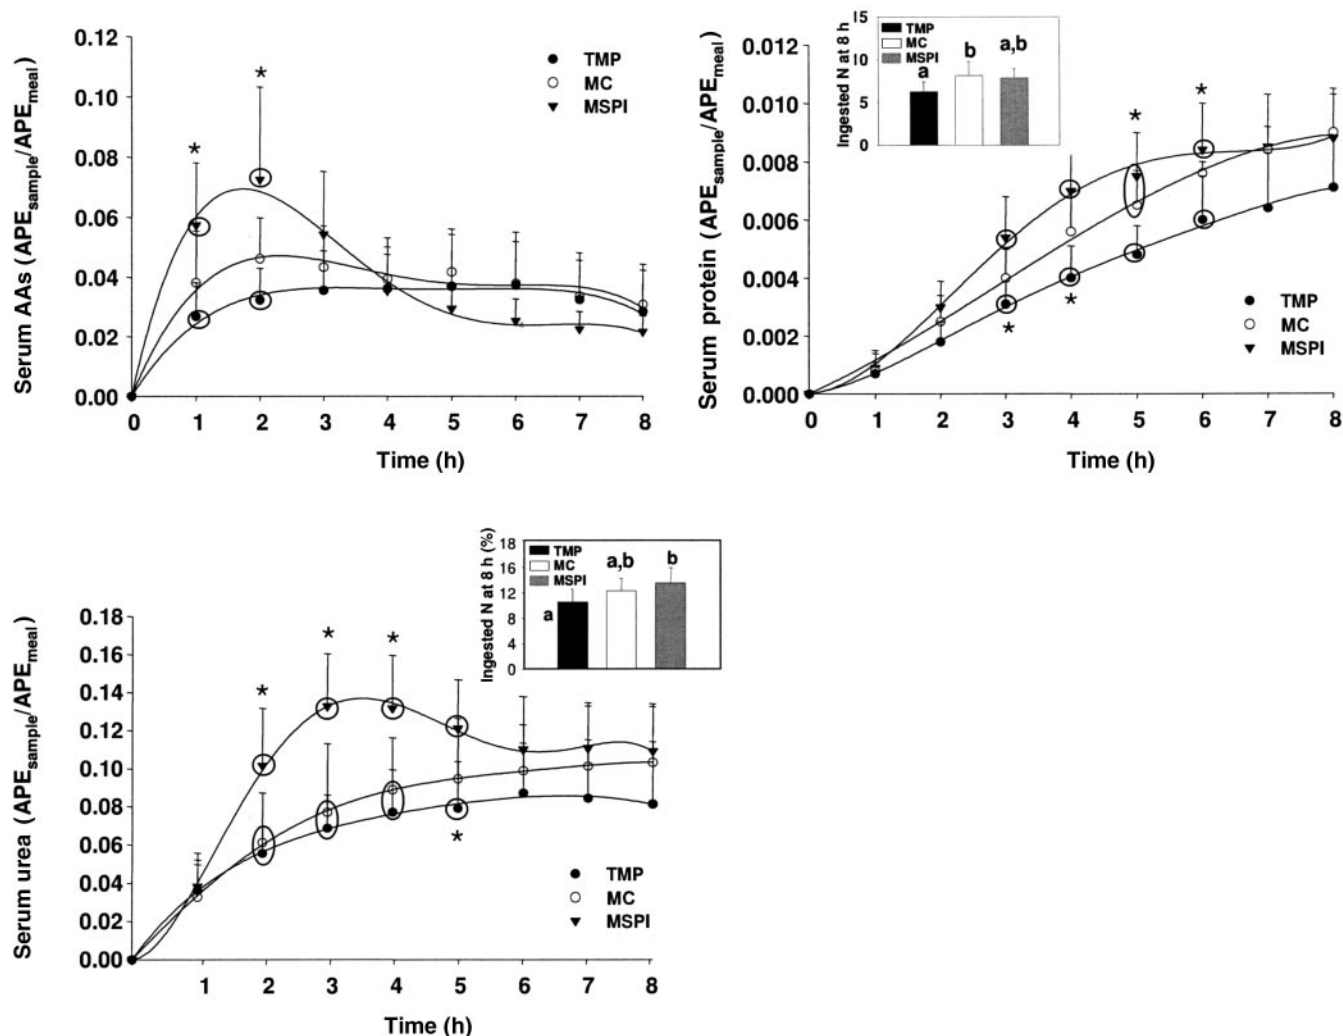 0.12
0.10
0.08
0.06
0.04
0.02
0.00
Serum AAs (APEsample/APEmeal)
*
*
TMP
MC
MSPI
0 1 2 3 4 5 6 7 8
Time (h)
15
10
5
0
Ingested N at 8 h
TMP
MC
MSPI
a
b
a,b
0.012
0.010
0.008
0.006
0.004
0.002
0.000
Serum protein (APEsample/APEmeal)
*
*
*
*
TMP
MC
MSPI
0 1 2 3 4 5 6 7 8
Time (h)
18
16
12
8
4
0
Ingested N at 8 h (%)
TMP
MC
MSPI
a
a,b
b
0.18
0.16
0.14
0.12
0.10
0.08
0.06
0.04
0.02
0.00
Serum urea (APEsample/APEmeal)
*
*
*
*
TMP
MC
MSPI
1 2 3 4 5 6 7 8
Time (h)